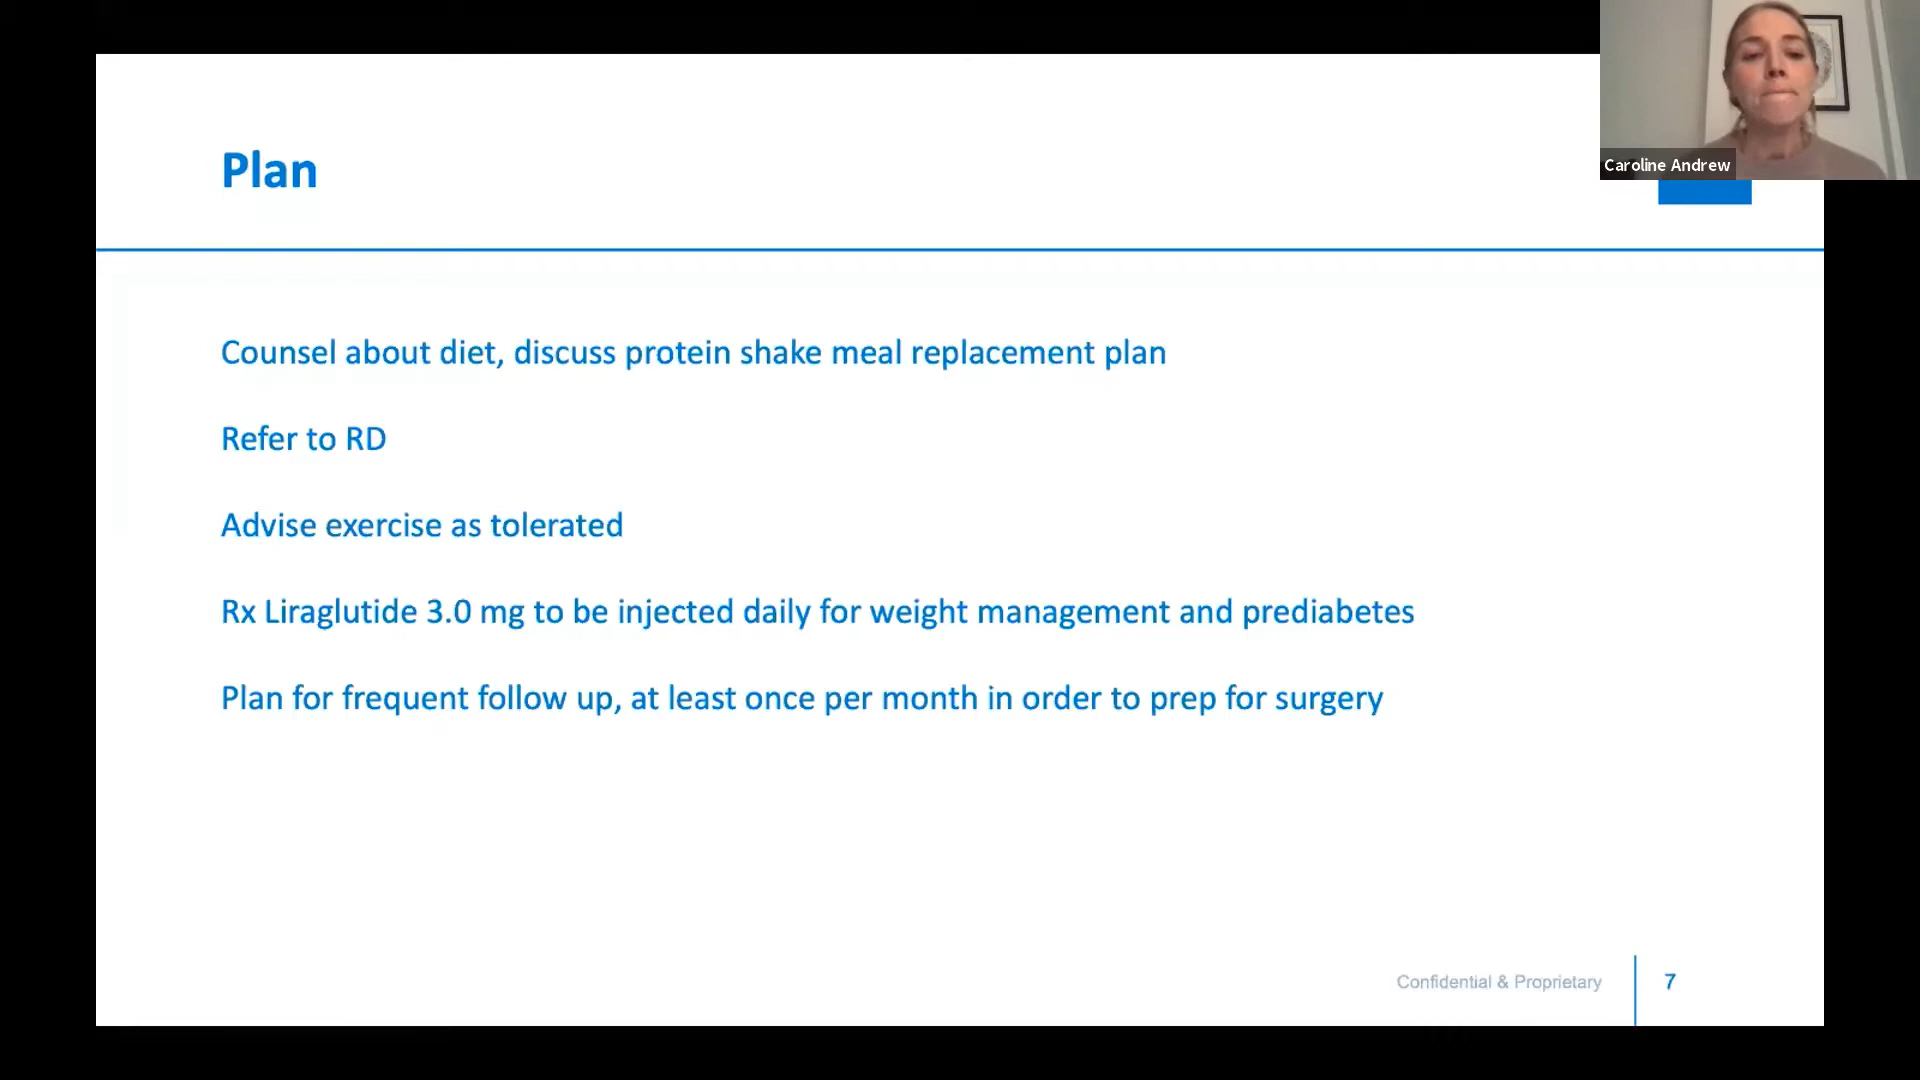 Plan
Caroline Andrew
Counsel about diet, discuss protein shake meal replacement plan
Refer to RD
Advise exercise as tolerated
Rx Liraglutide 3.0 mg to be injected daily for weight management and prediabetes
Plan for frequent follow up, at least once per month in order to prep for surgery
Confidential & Proprietary
7